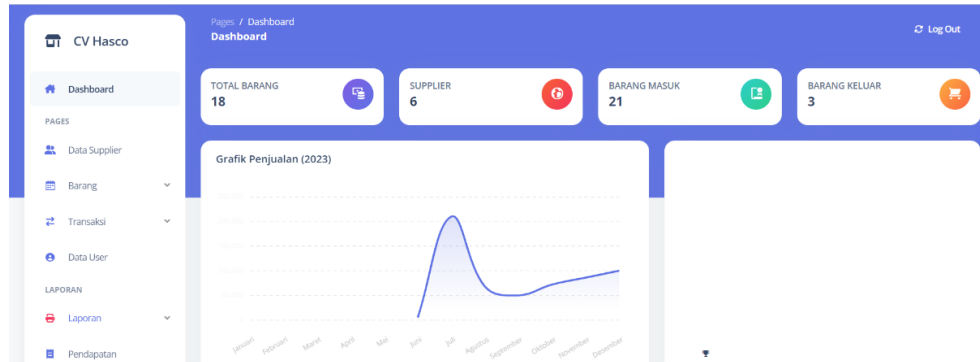 CV Hasco
Dashboard
PAGES
Data Supplier
Barang
Transaksi
Data User
LAPORAN
Laporan
Pendapatan
Pages / Dashboard
Dashboard
Log Out
TOTAL BARANG
18
SUPPLIER
6
BARANG MASUK
21
BARANG KELUAR
3
Grafik Penjualan (2023)
Januari
Februari
Maret
April
Mei
Juni
Juli
Agustus
September
Oktober
November
Desember